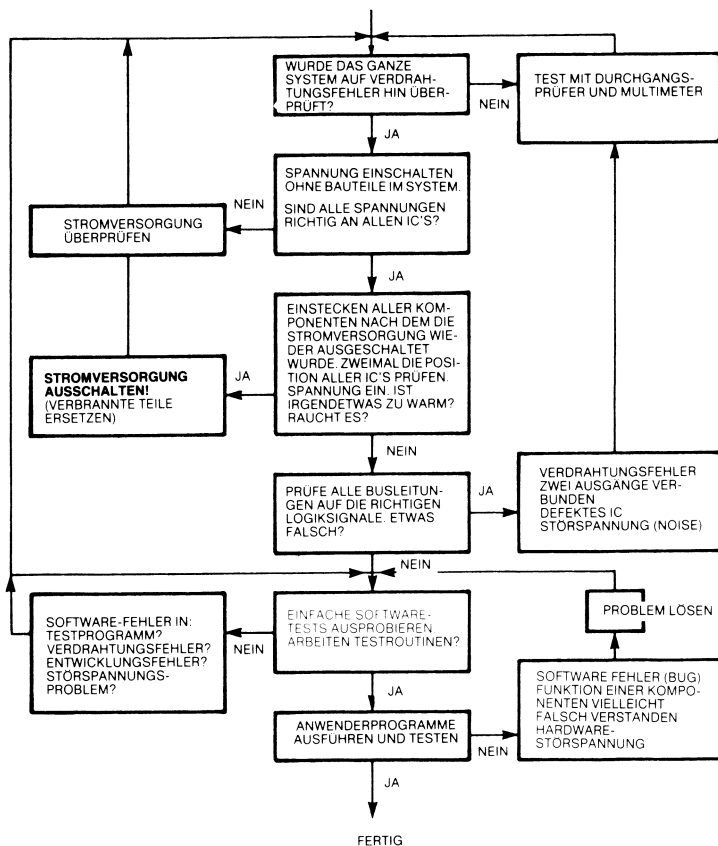 WURDE DAS GANZE
SYSTEM AUF VERDRAH-
TUNGSFEHLER HIN ÜBER-
PRÜFT?
NEIN
TEST MIT DURCHGANGS-
PRÜFER UND MULTIMETER
JA
SPANNUNG EINSCHALTEN
OHNE BAUTEILE IM SYSTEM.
SIND ALLE SPANNUNGEN
RICHTIG AN ALLEN IC'S?
NEIN
STROMVERSORGUNG
ÜBERPRÜFEN
JA
EINSTECKEN ALLER KOM-
PONENTEN NACH DEM DIE
STROMVERSORGUNG WIE-
DER AUSGESCHALTET
WURDE. ZWEIMAL DIE POSI-
TION ALLER IC'S PRÜFEN.
SPANNUNG EIN. IST
IRGENDETWAS ZU WARM?
RAUCHT ES?
JA
STROMVERSORGUNG
AUSSCHALTEN!
(VERBRANNTE TEILE
ERSETZEN)
NEIN
PRÜFE ALLE BUSLEITUN-
GEN AUF DIE RICHTIGEN
LOGIKSIGNALE. ETWAS
FALSCH?
JA
VERDRAHTUNGSFEHLER
ZWEI AUSGÄNGE VER-
BUNDEN
DEFEKTES IC
STÖRSPANNUNG (NOISE)
NEIN
EINFACHE SOFTWARE-
TESTS AUSPROBIEREN
ARBEITEN TESTROUTINEN?
NEIN
SOFTWARE-FEHLER IN:
TESTPROGRAMM?
VERDRAHTUNGSFEHLER?
ENTWICKLUNGSFEHLER?
STÖRSPANNUNGS-
PROBLEM?
PROBLEM LÖSEN
JA
ANWENDERPROGRAMME
AUSFÜHREN UND TESTEN
NEIN
SOFTWARE FEHLER (BUG)
FUNKTION EINER KOMPO-
NENTEN VIELLEICHT
FALSCH VERSTANDEN
HARDWARE-
STÖRSPANNUNG
JA
FERTIG